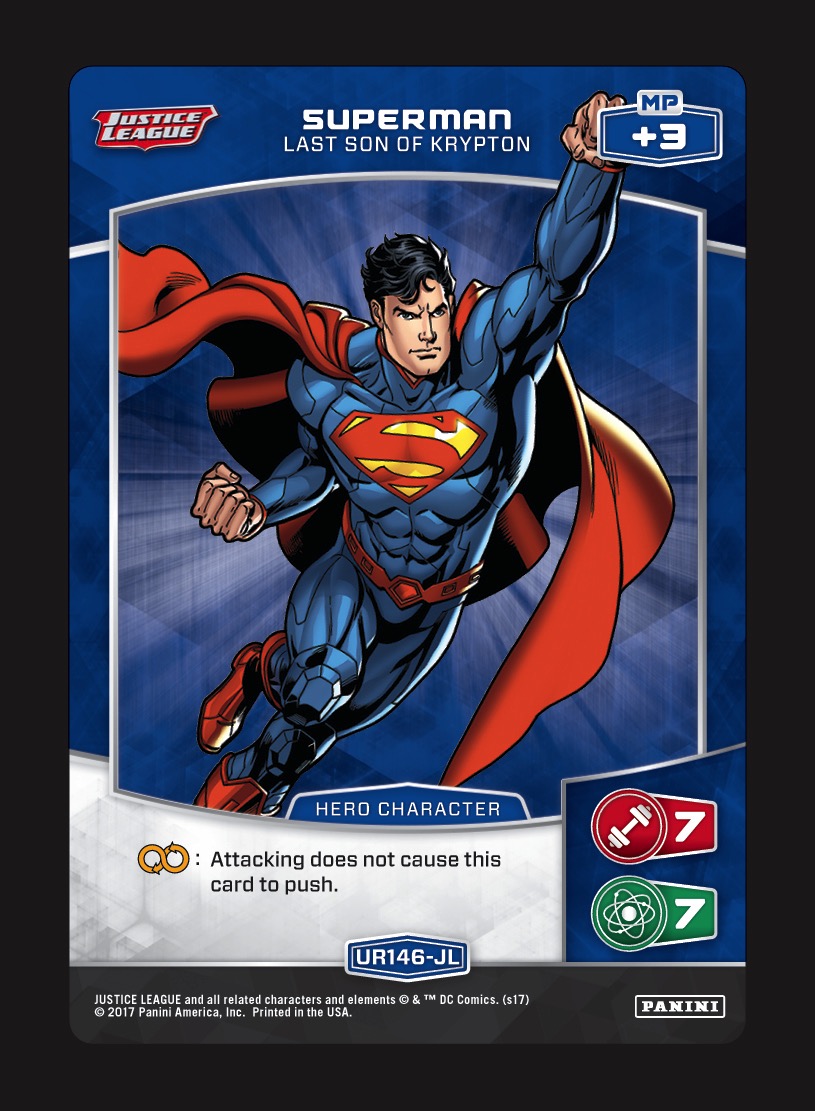 JUSTICE
LEAGUE
SUPERMAN
LAST SON OF KRYPTON
MP
+3
HERO CHARACTER
: Attacking does not cause this
card to push.
7
7
UR146-JL
JUSTICE LEAGUE and all related characters and elements © & ™ DC Comics. (s17)
© 2017 Panini America, Inc. Printed in the USA.
PANINI